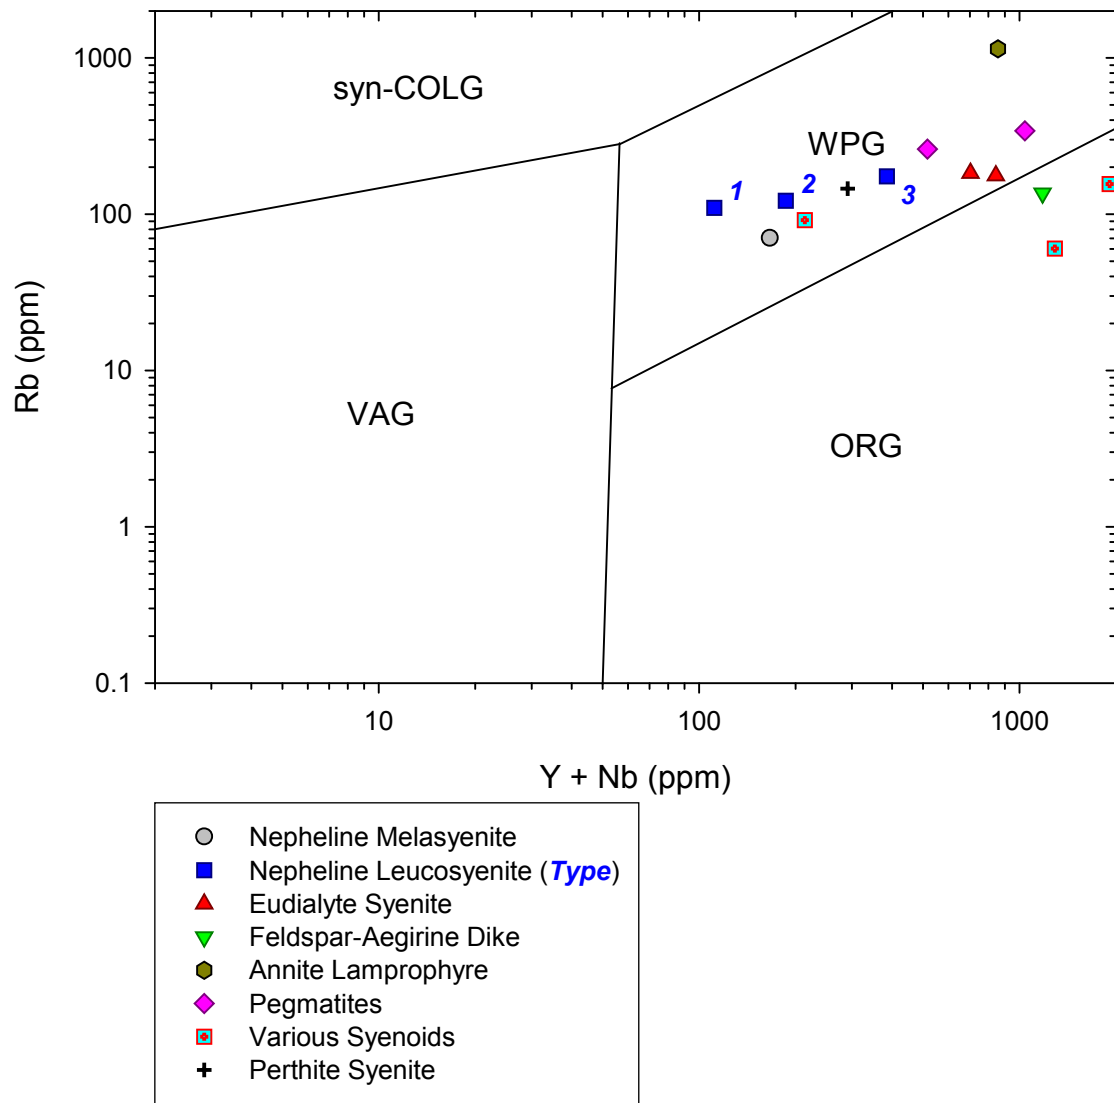 1000
syn-COLG
WPG
1
2
3
100
Rb (ppm)
10
VAG
ORG
1
0.1
10
100
1000
Y + Nb (ppm)
Nepheline Melasyenite
Nepheline Leucosyenite (Type)
Eudialyte Syenite
Feldspar-Aegirine Dike
Annite Lamprophyre
Pegmatites
Various Syenoids
Perthite Syenite